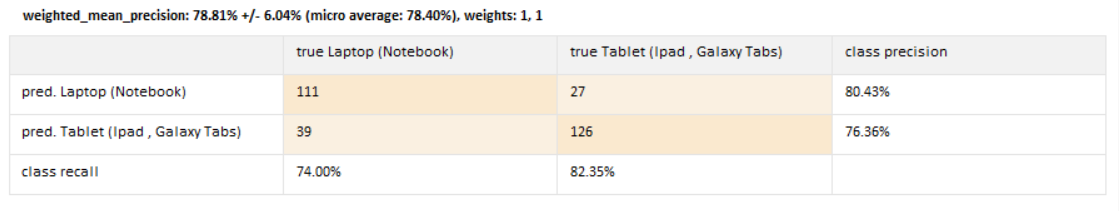 weighted_mean_precision: 78.81% +/- 6.04% (micro average: 78.40%), weights: 1, 1
true Laptop (Notebook) true Tablet (Ipad , Galaxy Tabs) class precision
pred. Laptop (Notebook) 111 27 80.43%
pred. Tablet (Ipad , Galaxy Tabs) 39 126 76.36%
class recall 74.00% 82.35%